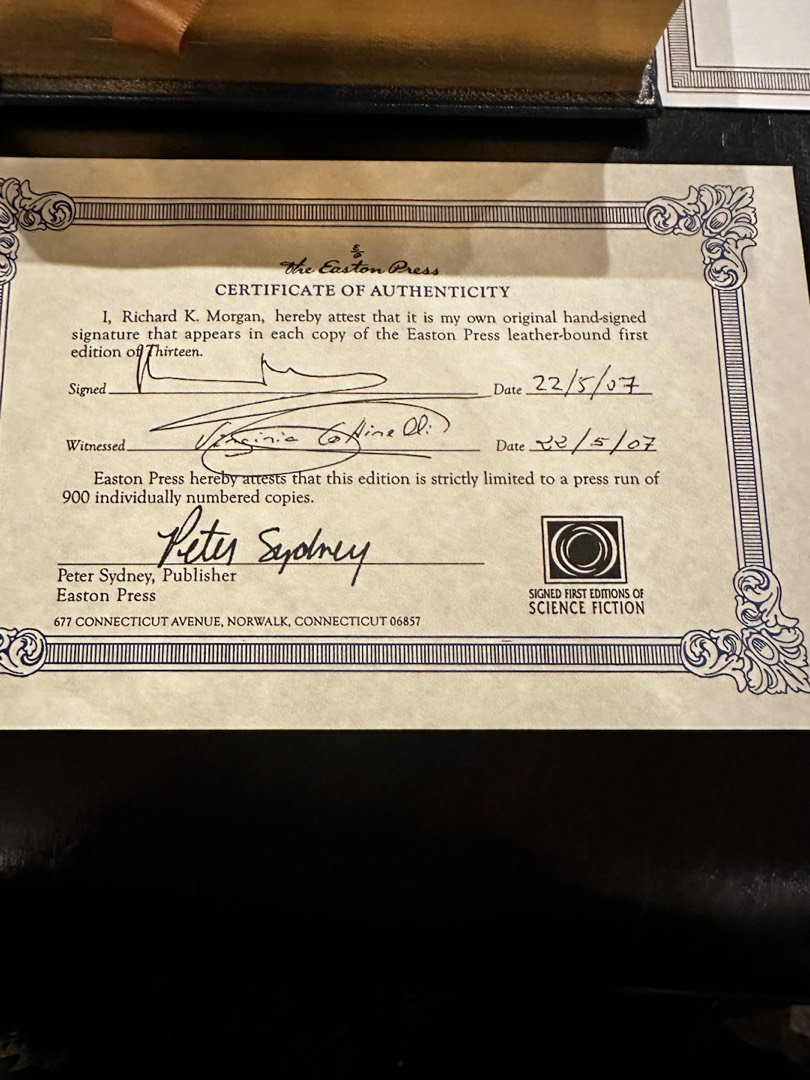 The Easton Press
CERTIFICATE OF AUTHENTICITY
I, Richard K. Morgan, hereby attest that it is my own original hand-signed
signature that appears in each copy of the Easton Press leather-bound first
edition of Thirteen.
Signed Date 22/5/07
Witnessed Virginia Date 22/5/07
Easton Press hereby attests that this edition is strictly limited to a press run of
900 individually numbered copies.
Peter Sydney
Peter Sydney, Publisher
Easton Press
677 CONNECTICUT AVENUE, NORWALK, CONNECTICUT 06857
SIGNED FIRST EDITIONS OF
SCIENCE FICTION